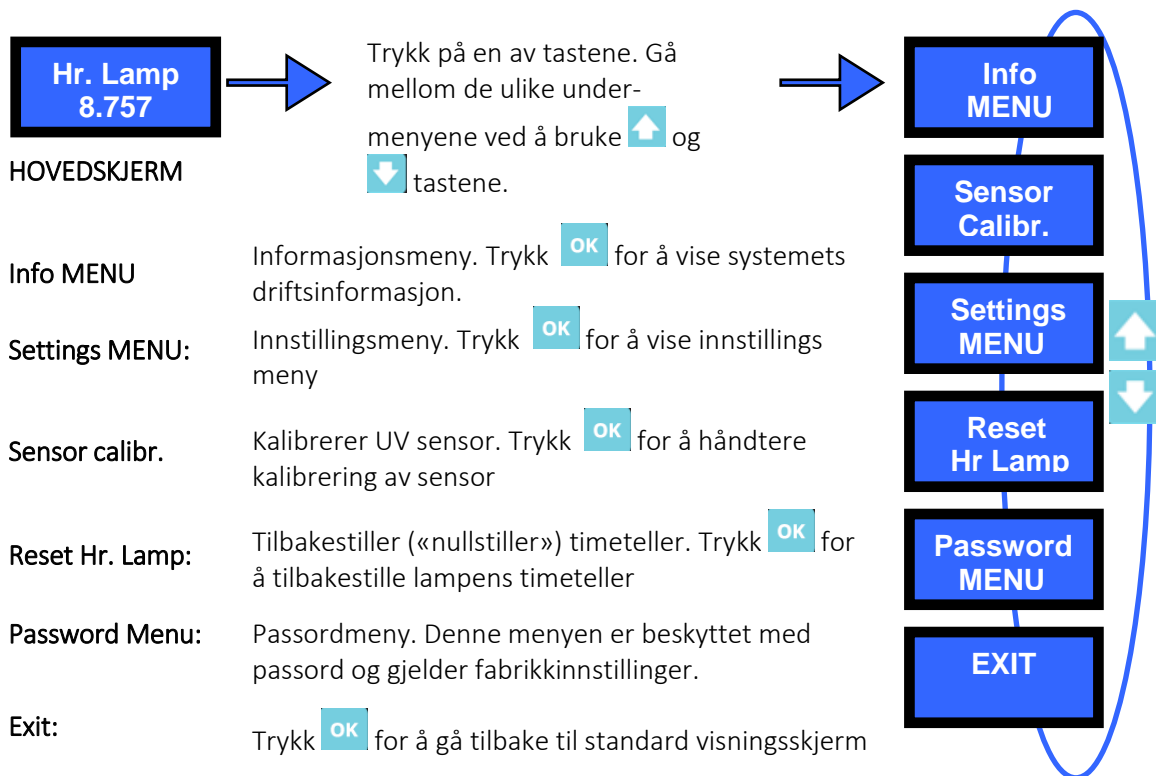 Hr. Lamp
8.757
HOVEDSKJERM
Trykk på en av tastene. Gå
mellom de ulike under-
menyene ved å bruke og
tastene.
Info MENU
Informasjonsmeny. Trykk OK for å vise systemets
driftsinformasjon.
Settings MENU:
Innstillingsmeny. Trykk OK for å vise innstillings
meny
Sensor calibr.
Kalibrerer UV sensor. Trykk OK for å håndtere
kalibrering av sensor
Reset Hr. Lamp:
Tilbakestiller («nullstiller») timeteller. Trykk OK for
å tilbakestille lampens timeteller
Password Menu:
Passordmeny. Denne menyen er beskyttet med
passord og gjelder fabrikkinnstillinger.
Exit:
Trykk OK for å gå tilbake til standard visningsskjerm
Info
MENU
Sensor
Calibr.
Settings
MENU
Reset
Hr Lamp
Password
MENU
EXIT